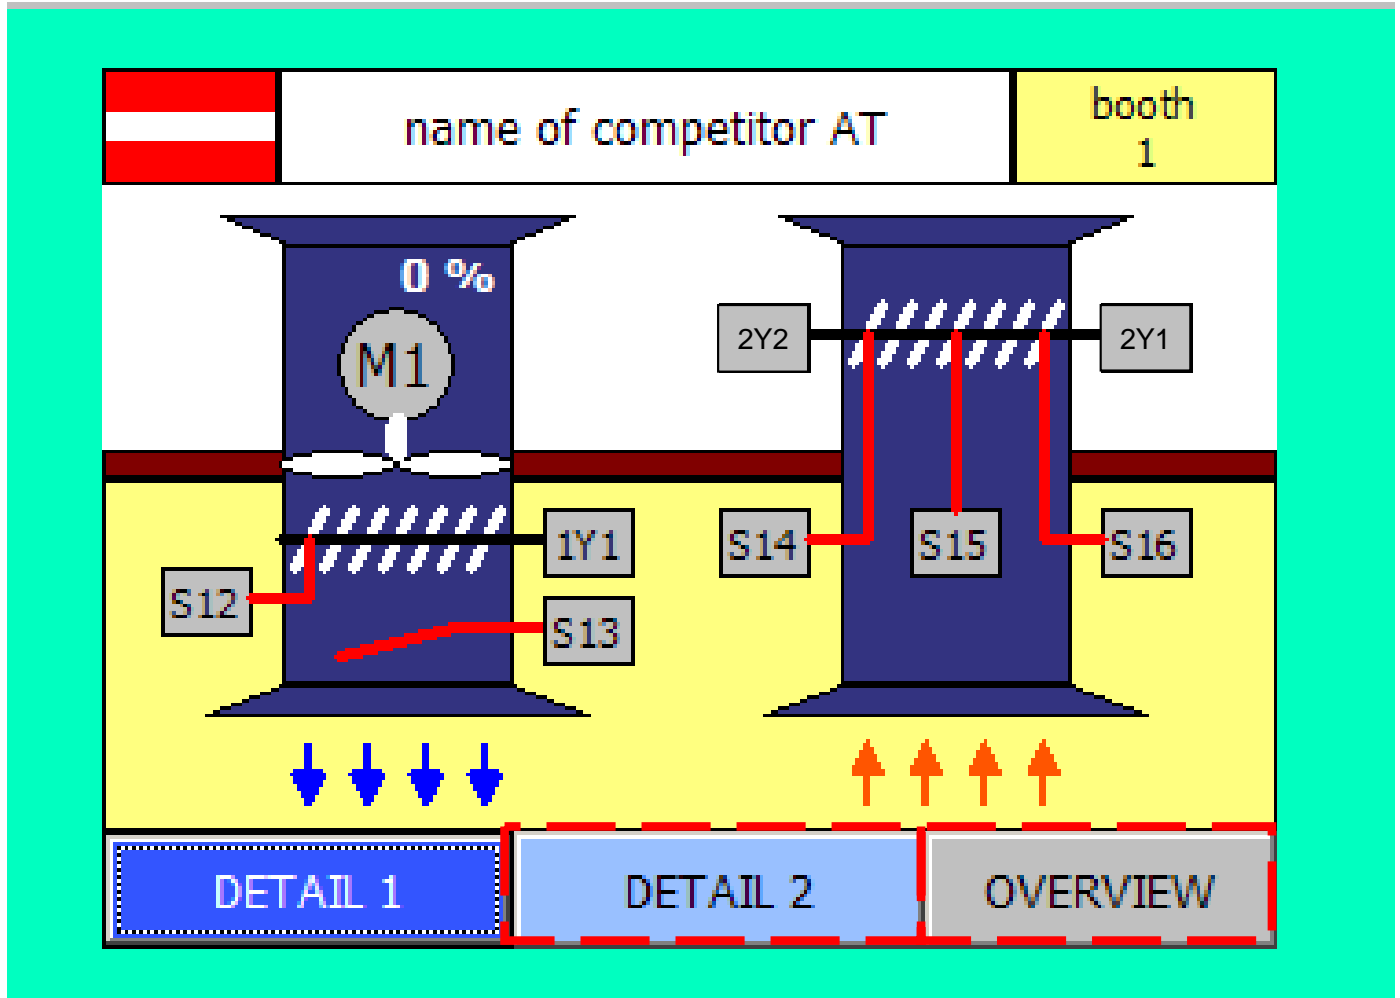 name of competitor AT
booth
1
0 %
M1
2Y2
2Y1
1Y1
S12
S13
S14
S15
S16
DETAIL 1
DETAIL 2
OVERVIEW